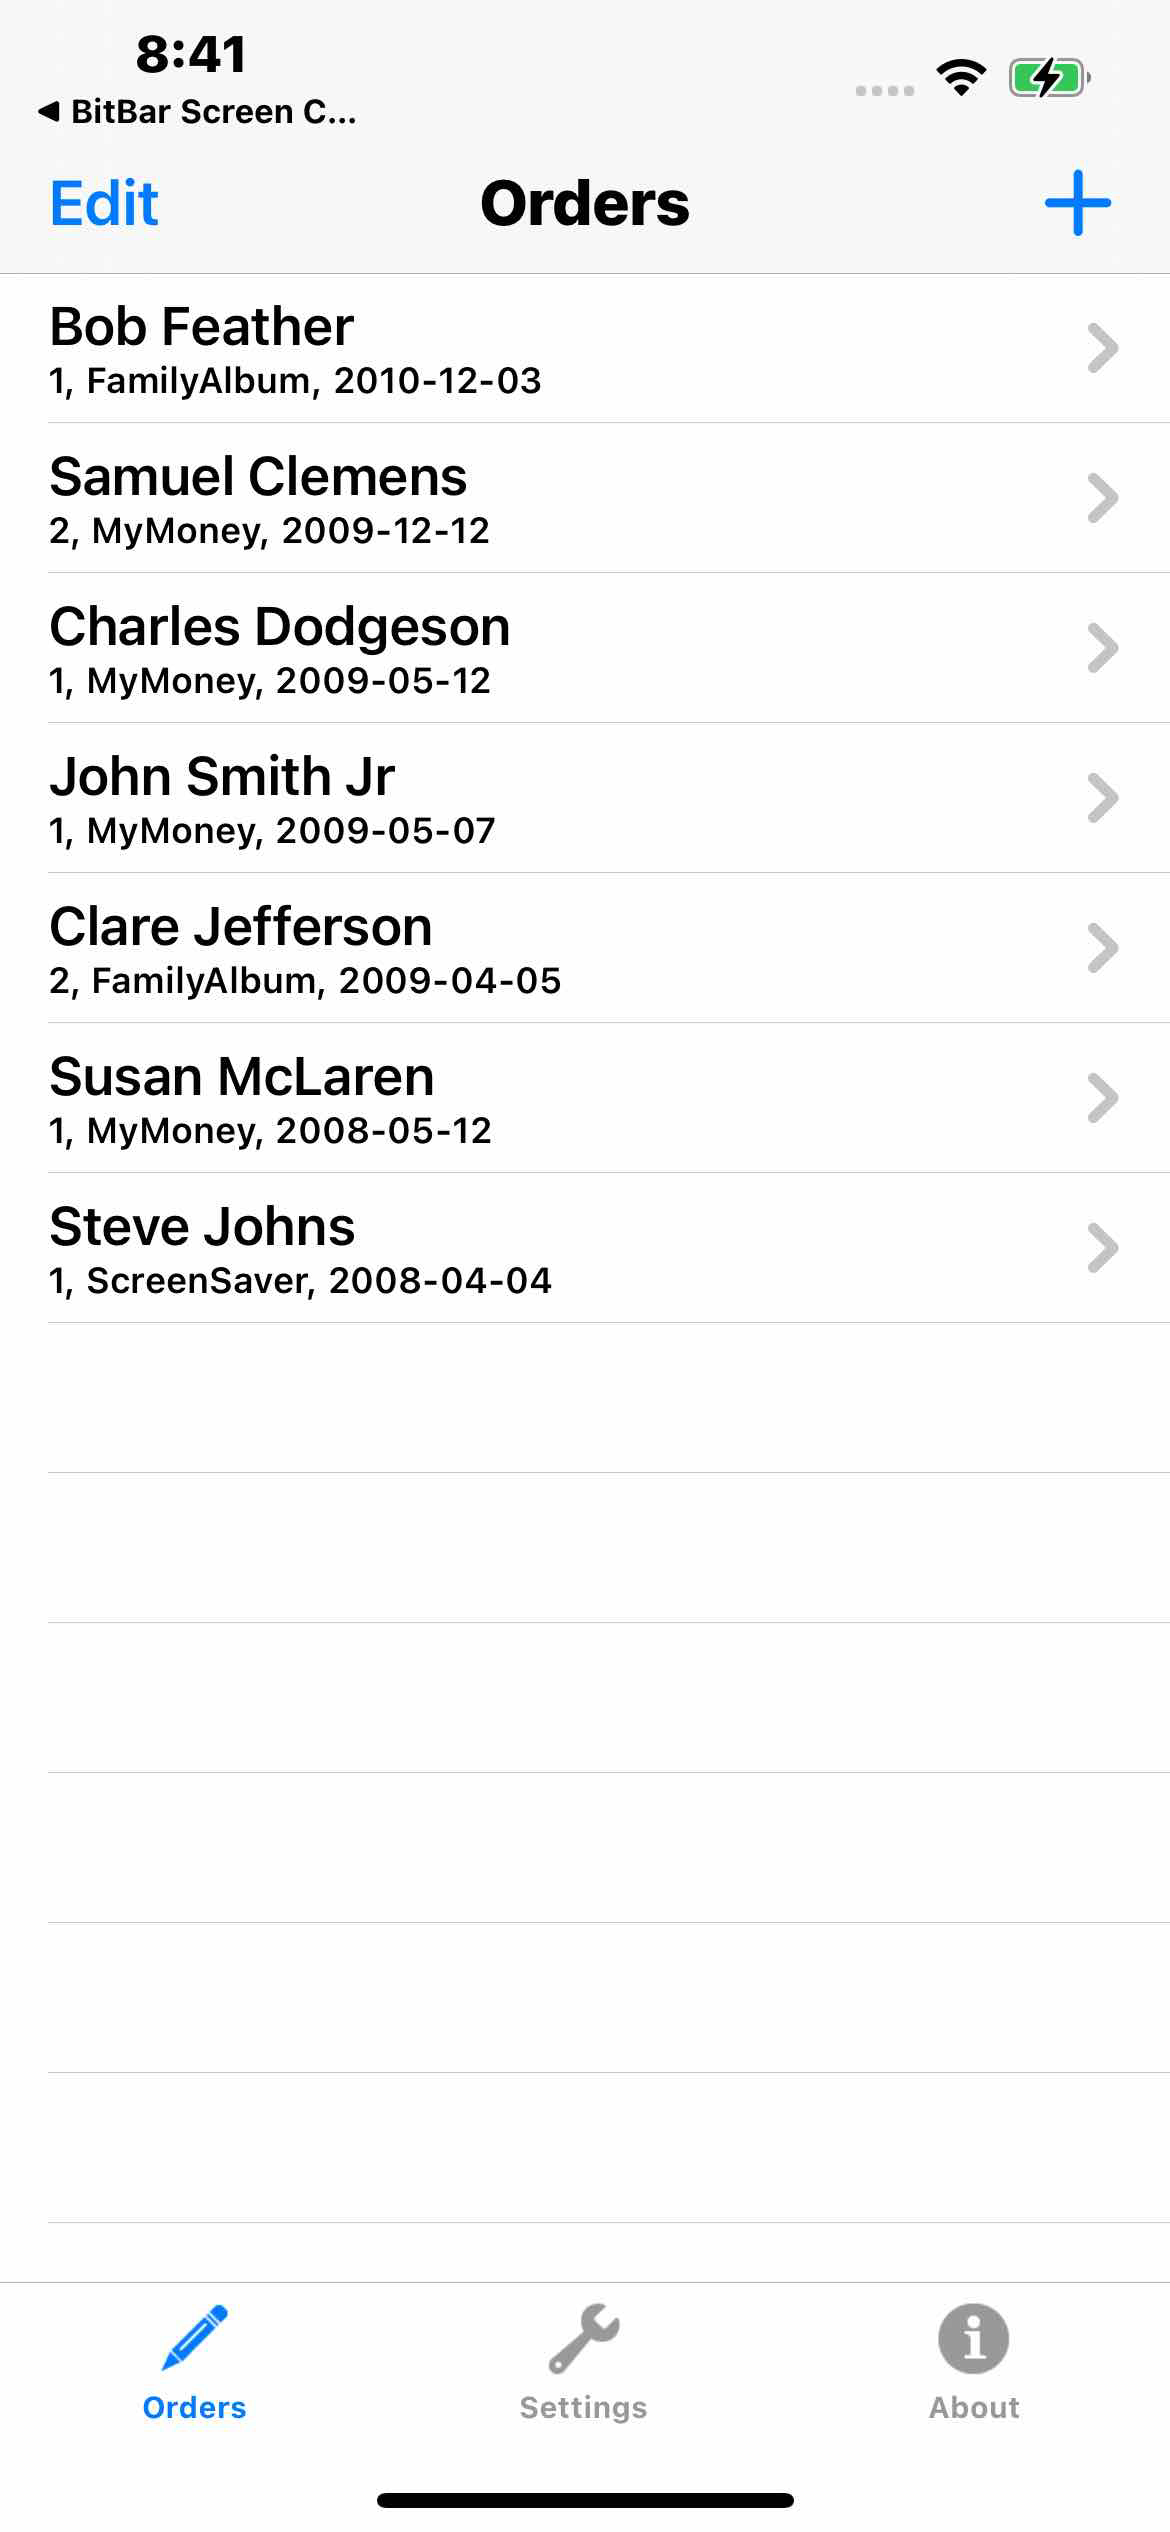 8:41
BitBar Screen C...
Edit
Orders
Bob Feather
1, FamilyAlbum, 2010-12-03
Samuel Clemens
2, MyMoney, 2009-12-12
Charles Dodgeson
1, MyMoney, 2009-05-12
John Smith Jr
1, MyMoney, 2009-05-07
Clare Jefferson
2, FamilyAlbum, 2009-04-05
Susan McLaren
1, MyMoney, 2008-05-12
Steve Johns
1, ScreenSaver, 2008-04-04
Orders
Settings
About